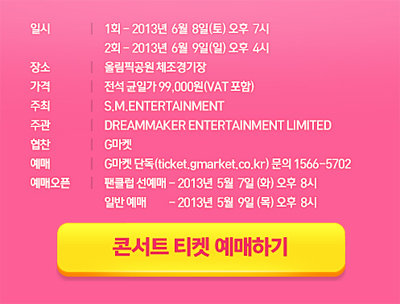 일시 | 1회 - 2013년 6월 8일(토) 오후 7시
2회 - 2013년 6월 9일(일) 오후 4시
장소 | 올림픽공원 체조경기장
가격 | 전석 균일가 99,000원(VAT 포함)
주최 | S.M.ENTERTAINMENT
주관 | DREAMMAKER ENTERTAINMENT LIMITED
협찬 | G마켓
예매 | G마켓 단독(ticket.gmarket.co.kr) 문의 1566-5702
예매오픈 | 팬클럽 선예매 - 2013년 5월 7일 (화) 오후 8시
일반 예매 - 2013년 5월 9일 (목) 오후 8시
콘서트 티켓 예매하기